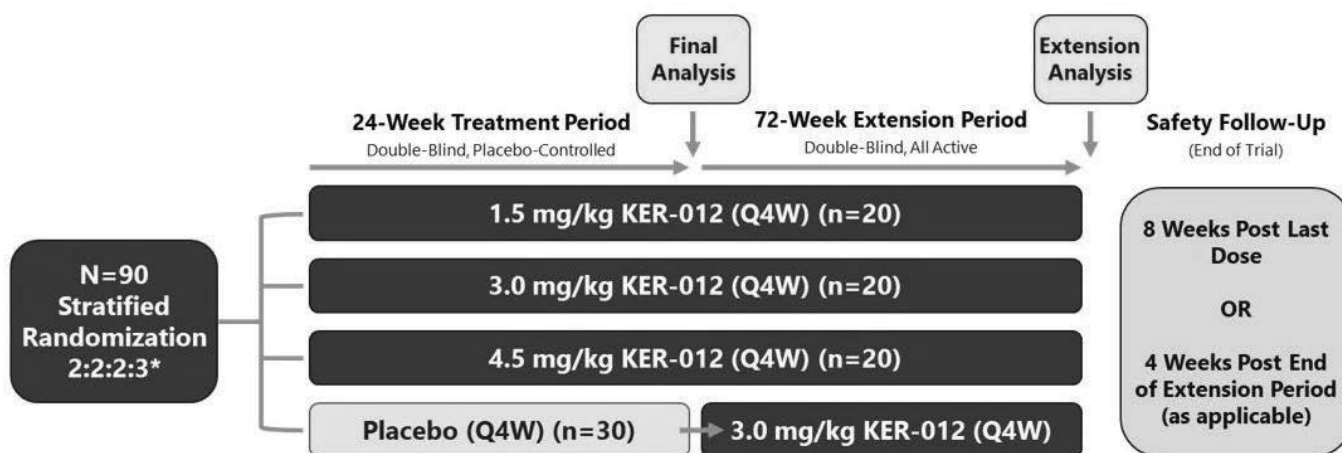 Final
Analysis
Extension
Analysis
24-Week Treatment Period
Double-Blind, Placebo-Controlled
72-Week Extension Period
Double-Blind, All Active
Safety Follow-Up
(End of Trial)
N=90
Stratified
Randomization
2:2:2:3*
1.5 mg/kg KER-012 (Q4W) (n=20)
3.0 mg/kg KER-012 (Q4W) (n=20)
4.5 mg/kg KER-012 (Q4W) (n=20)
Placebo (Q4W) (n=30)
3.0 mg/kg KER-012 (Q4W)
8 Weeks Post Last
Dose
OR
4 Weeks Post End
of Extension Period
(as applicable)